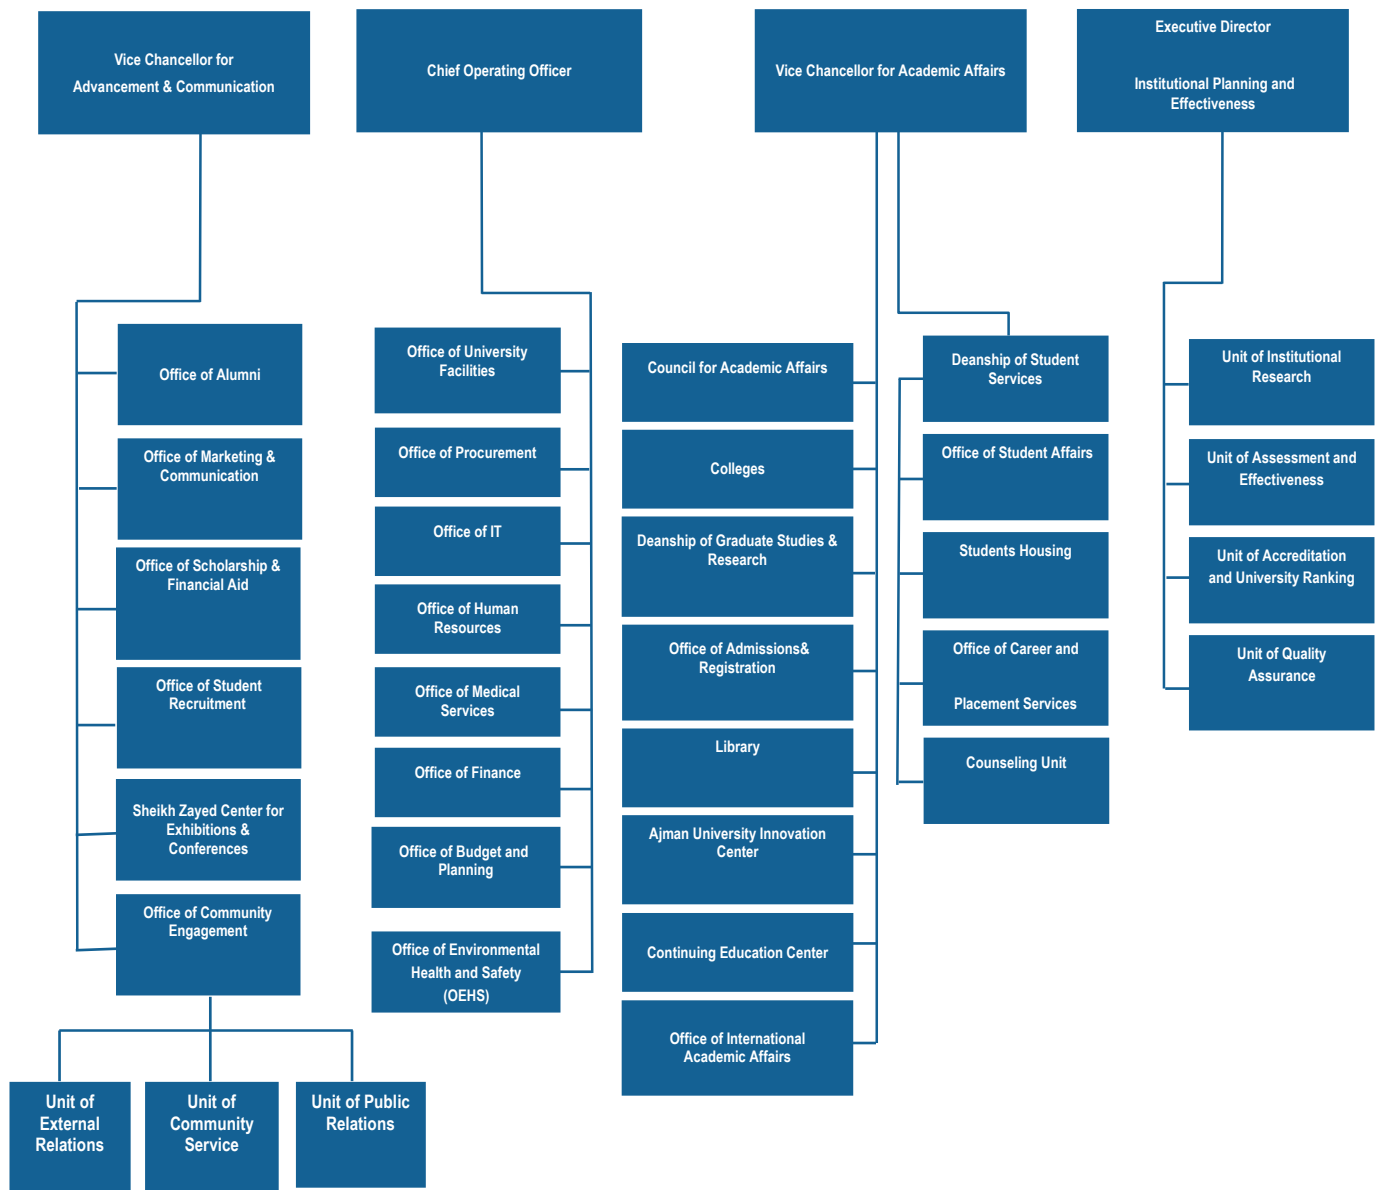 Vice Chancellor for
Advancement & Communication
Chief Operating Officer
Vice Chancellor for Academic Affairs
Executive Director
Institutional Planning and
Effectiveness
Office of Alumni
Office of Marketing &
Communication
Office of Scholarship &
Financial Aid
Office of Student
Recruitment
Sheikh Zayed Center for
Exhibitions &
Conferences
Office of Community
Engagement
Unit of
External
Relations
Unit of
Community
Service
Unit of Public
Relations
Office of University
Facilities
Office of Procurement
Office of IT
Office of Human
Resources
Office of Medical
Services
Office of Finance
Office of Budget and
Planning
Office of Environmental
Health and Safety
(OEHS)
Council for Academic Affairs
Colleges
Deanship of Graduate Studies &
Research
Office of Admissions&
Registration
Library
Ajman University Innovation
Center
Continuing Education Center
Office of International
Academic Affairs
Deanship of Student
Services
Office of Student Affairs
Students Housing
Office of Career and
Placement Services
Counseling Unit
Unit of Institutional
Research
Unit of Assessment and
Effectiveness
Unit of Accreditation
and University Ranking
Unit of Quality
Assurance